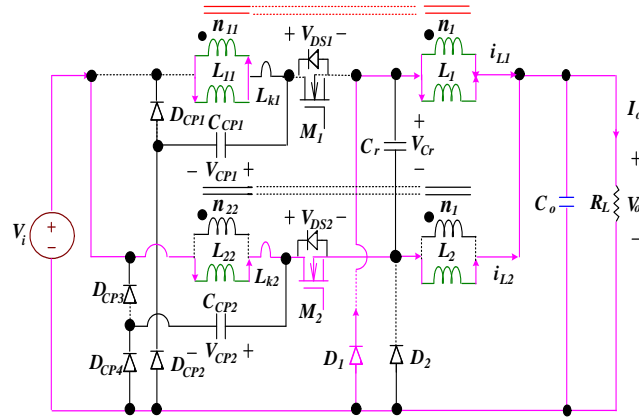 n11 n1
+ VDS1 - iL1
L11 L1
Lk1
DCP1 CCP1 M1 Cr + VCr - Io
- VCP1 +
n22 n1
+ VDS2 -
Vi + - Co RL + Vo -
L22 L2
Lk2 iL2
DCP3 CCP2 M2
- VCP2 +
DCP4 DCP2 D1 D2